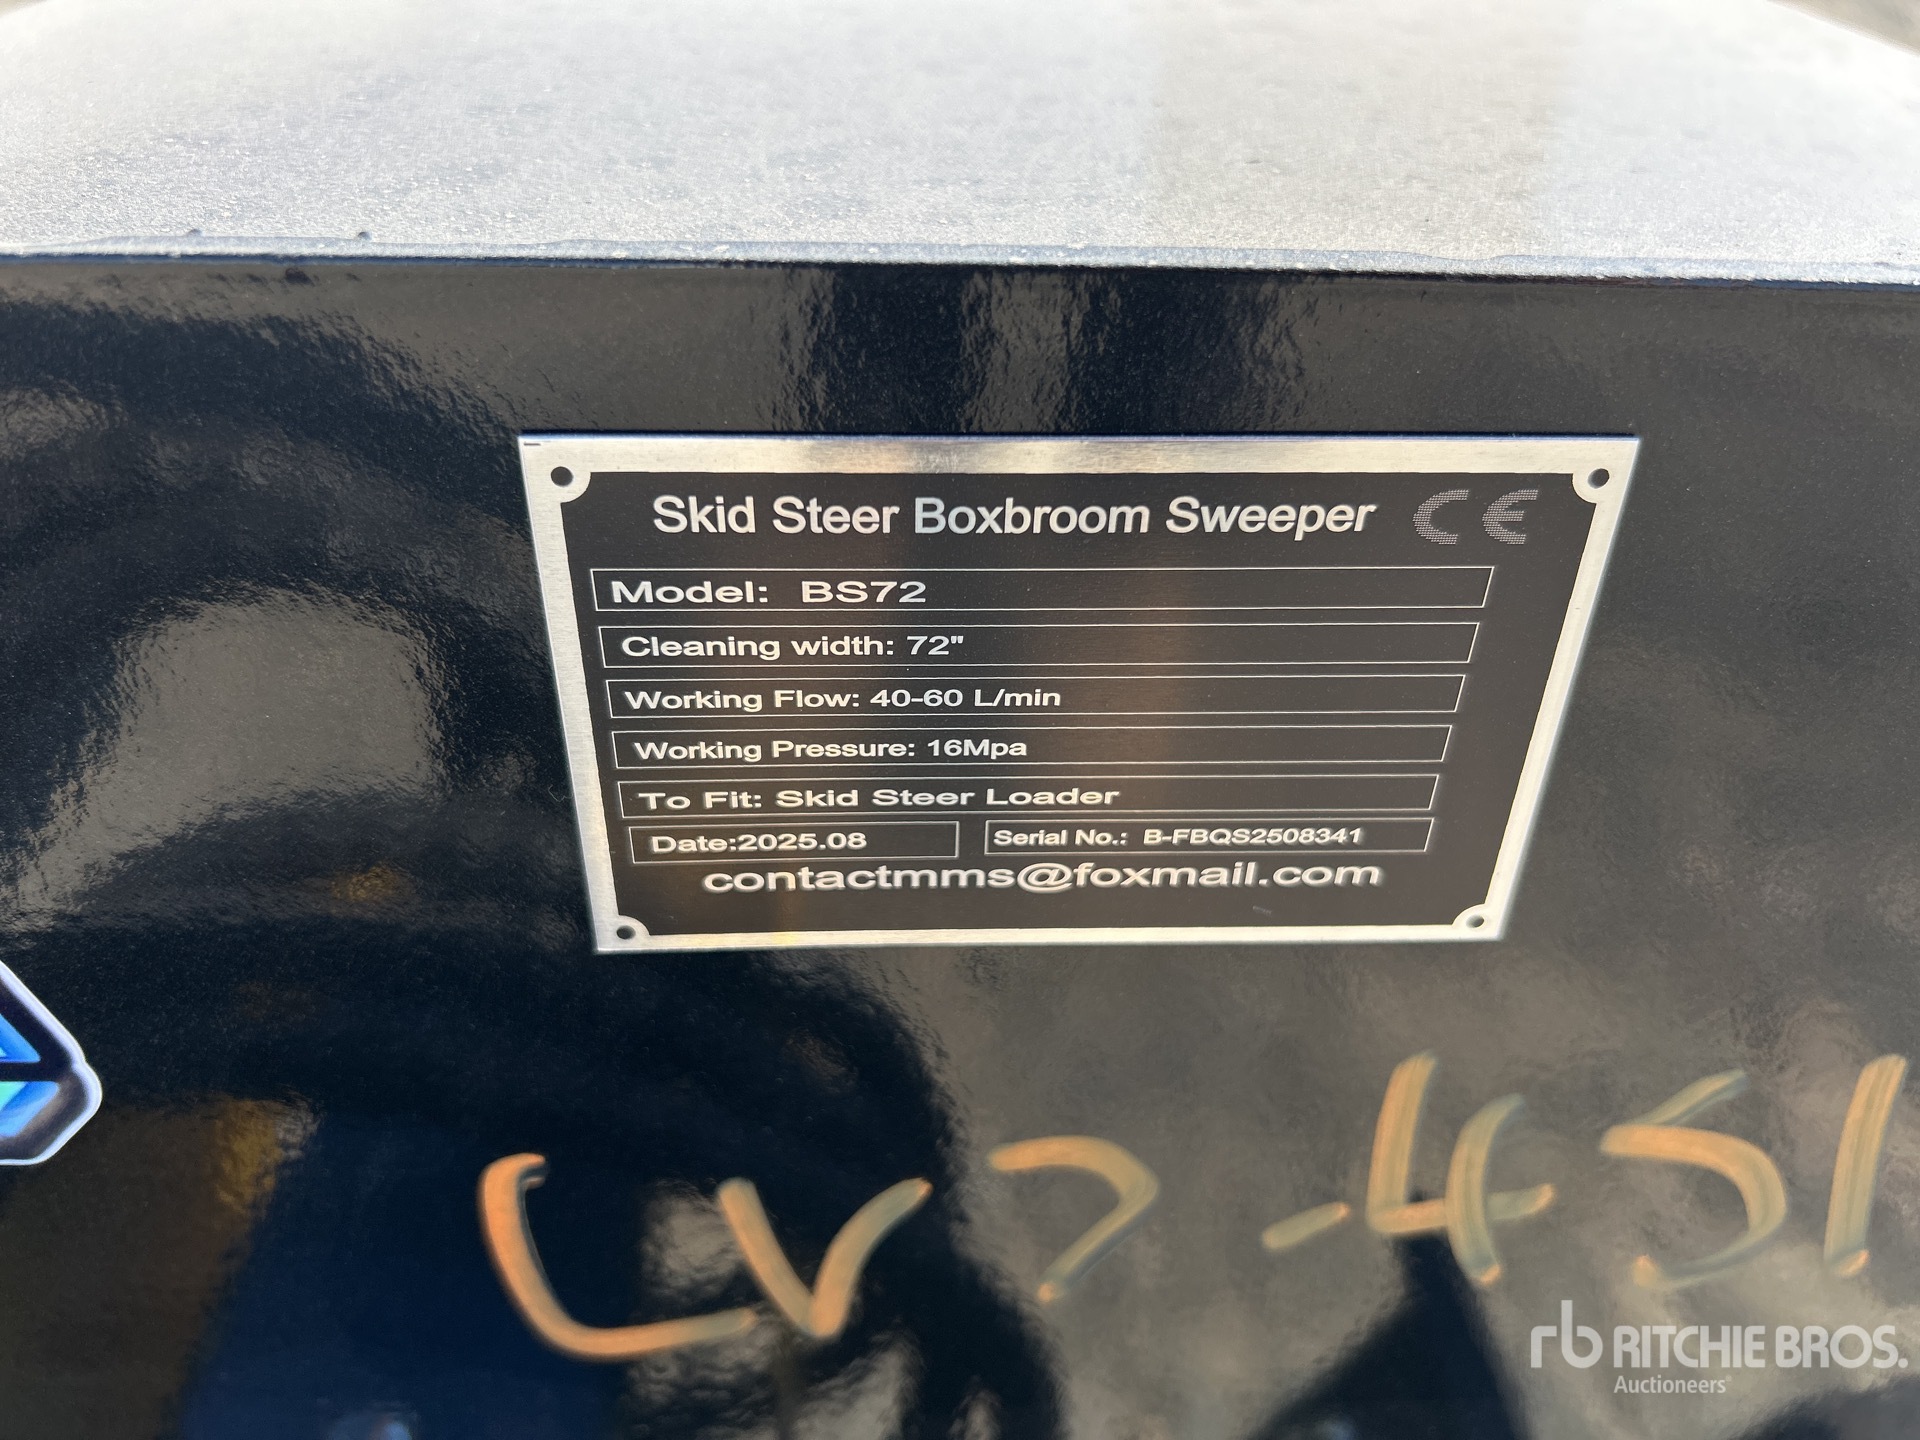 Skid Steer Boxbroom Sweeper CE
Model: BS72
Cleaning width: 72"
Working Flow: 40-60 L/min
Working Pressure: 16Mpa
To Fit: Skid Steer Loader
Date:2025.08 Serial No.: B-FBQS2508341
contactmms@foxmail.com
LV7-451
rb RITCHIE BROS.
Auctioneers